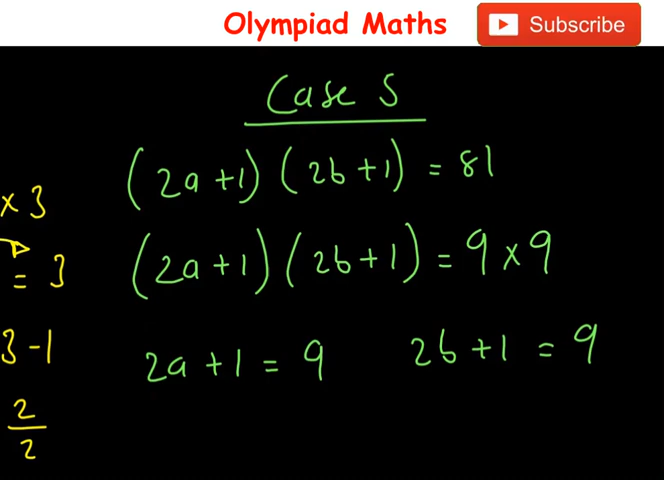 Olympiad Maths
Subscribe
Case 5
(2a+1) (2b+1) = 81
x 3
(2a+1) (2b+1) = 9 x 9
= 3
3 - 1
2a + 1 = 9
2b + 1 = 9
2
2